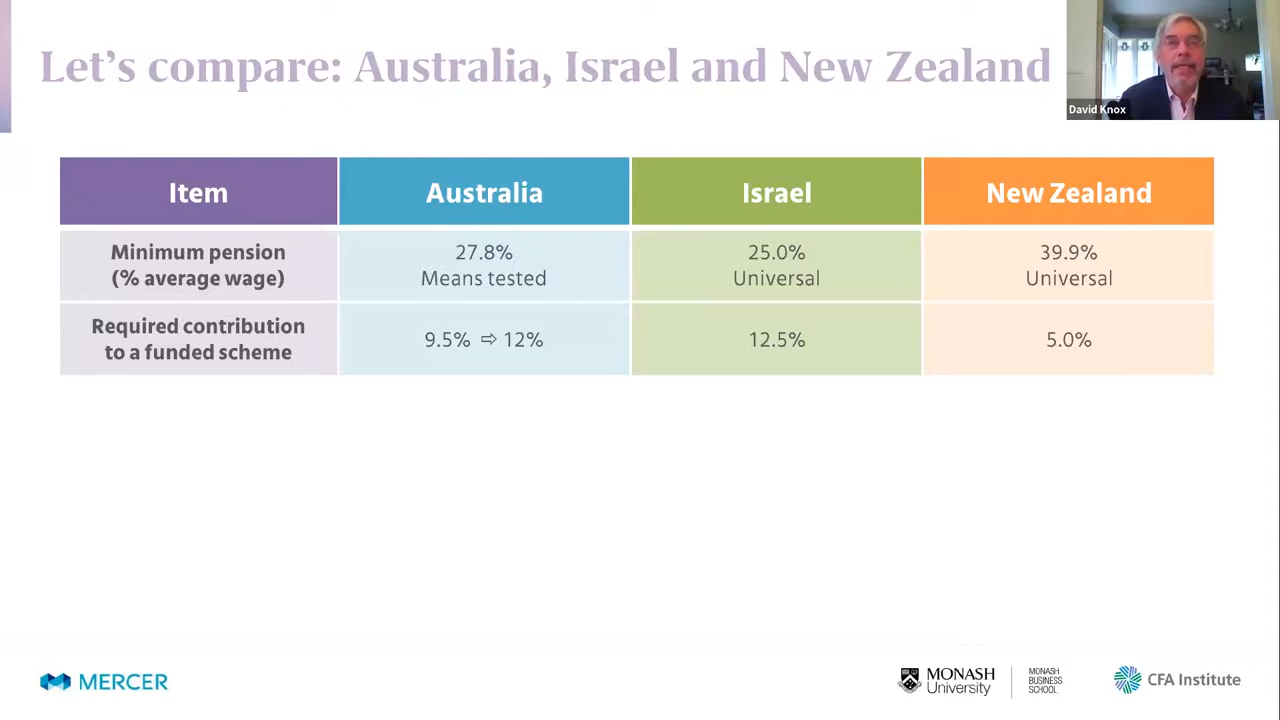 Let's compare: Australia, Israel and New Zealand
David Knox
Item
Australia
Israel
New Zealand
Minimum pension
(% average wage)
27.8%
Means tested
25.0%
Universal
39.9%
Universal
Required contribution
to a funded scheme
9.5% ⇨ 12%
12.5%
5.0%
MERCER
MONASH
University
MONASH
BUSINESS
SCHOOL
CFA Institute